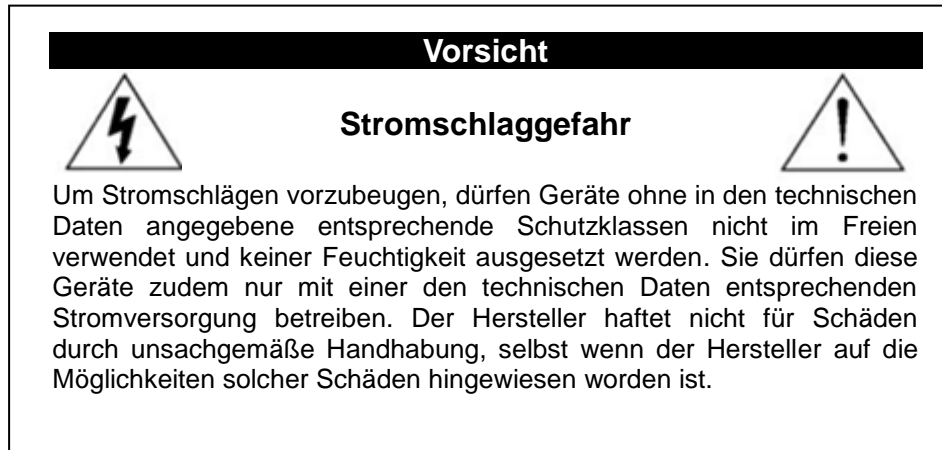 Vorsicht
Stromschlaggefahr
Um Stromschlägen vorzubeugen, dürfen Geräte ohne in den technischen
Daten angegebene entsprechende Schutzklassen nicht im Freien
verwendet und keiner Feuchtigkeit ausgesetzt werden. Sie dürfen diese
Geräte zudem nur mit einer den technischen Daten entsprechenden
Stromversorgung betreiben. Der Hersteller haftet nicht für Schäden
durch unsachgemäße Handhabung, selbst wenn der Hersteller auf die
Möglichkeiten solcher Schäden hingewiesen worden ist.